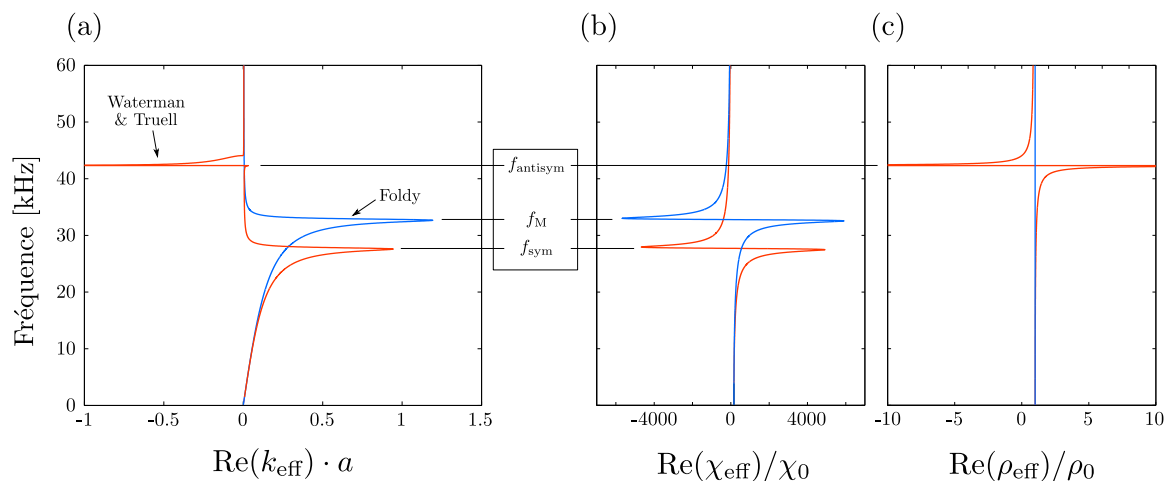 (a)
(b)
(c)
Fréquence [kHz]
60
50
40
30
20
10
0
Waterman
& Truell
Foldy
f_antisym
f_M
f_sym
-1
-0.5
0
0.5
1
1.5
-4000
0
4000
-10
-5
0
5
10
Re(k_eff) · a
Re(χ_eff)/χ_0
Re(ρ_eff)/ρ_0